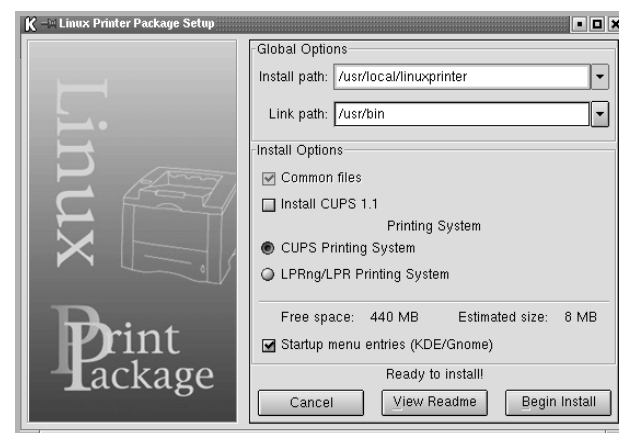 Linux Printer Package Setup
Linux
Print
Package
Global Options
Install path: /usr/local/linuxprinter
Link path: /usr/bin
Install Options
Common files
Install CUPS 1.1
Printing System
CUPS Printing System
LPRng/LPR Printing System
Free space: 440 MB Estimated size: 8 MB
Startup menu entries (KDE/Gnome)
Ready to install!
Cancel View Readme Begin Install